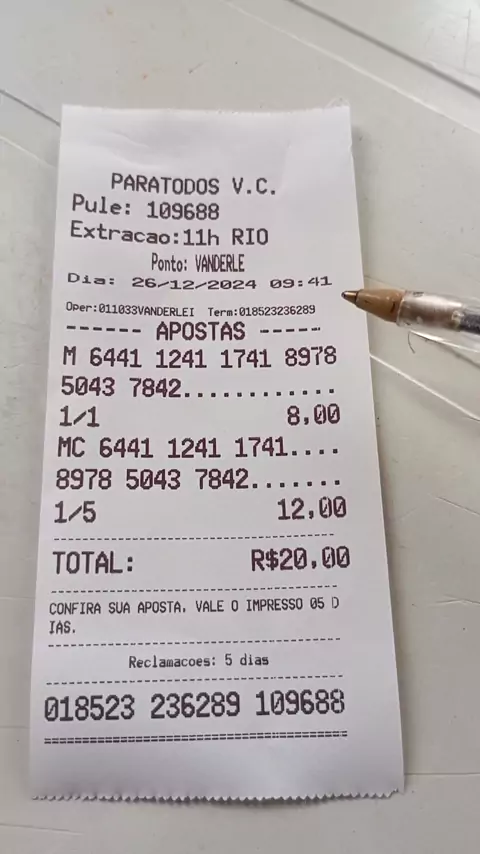 PARATODOS V.C.
Pule: 109688
Extracao:11h RIO
Ponto: VANDERLE
Dia: 26/12/2024 09:41
Oper:011033VANDERLEI Term:018523236289
------ APOSTAS ------
M 6441 1241 1741 8978
5043 7842............
1/1 8,00
MC 6441 1241 1741....
8978 5043 7842.......
1/5 12,00
TOTAL: R$20,00
CONFIRA SUA APOSTA, VALE O IMPRESSO 05 D
IAS.
Reclamacoes: 5 dias
018523 236289 109688